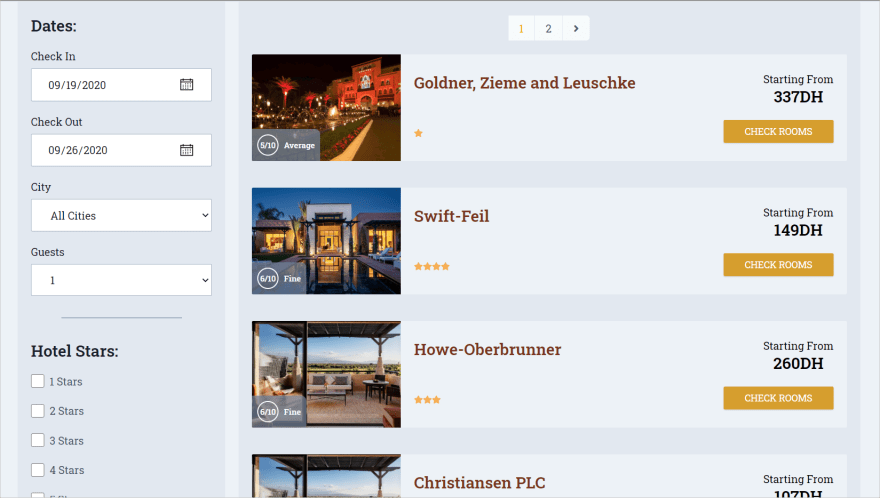 Dates:
Check In
09/19/2020
Check Out
09/26/2020
City
All Cities
Guests
1
Hotel Stars:
1 Stars
2 Stars
3 Stars
4 Stars
1 2
Goldner, Zieme and Leuschke
Starting From
337DH
5/10 Average
CHECK ROOMS
Swift-Feil
Starting From
149DH
6/10 Fine
CHECK ROOMS
Howe-Oberbrunner
Starting From
260DH
6/10 Fine
CHECK ROOMS
Christiansen PLC
Starting From
107DH